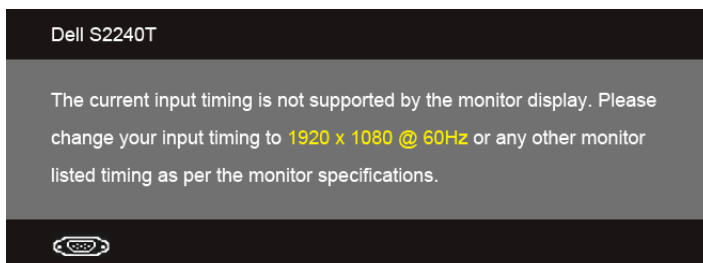 Dell S2240T
The current input timing is not supported by the monitor display. Please
change your input timing to 1920 x 1080 @ 60Hz or any other monitor
listed timing as per the monitor specifications.